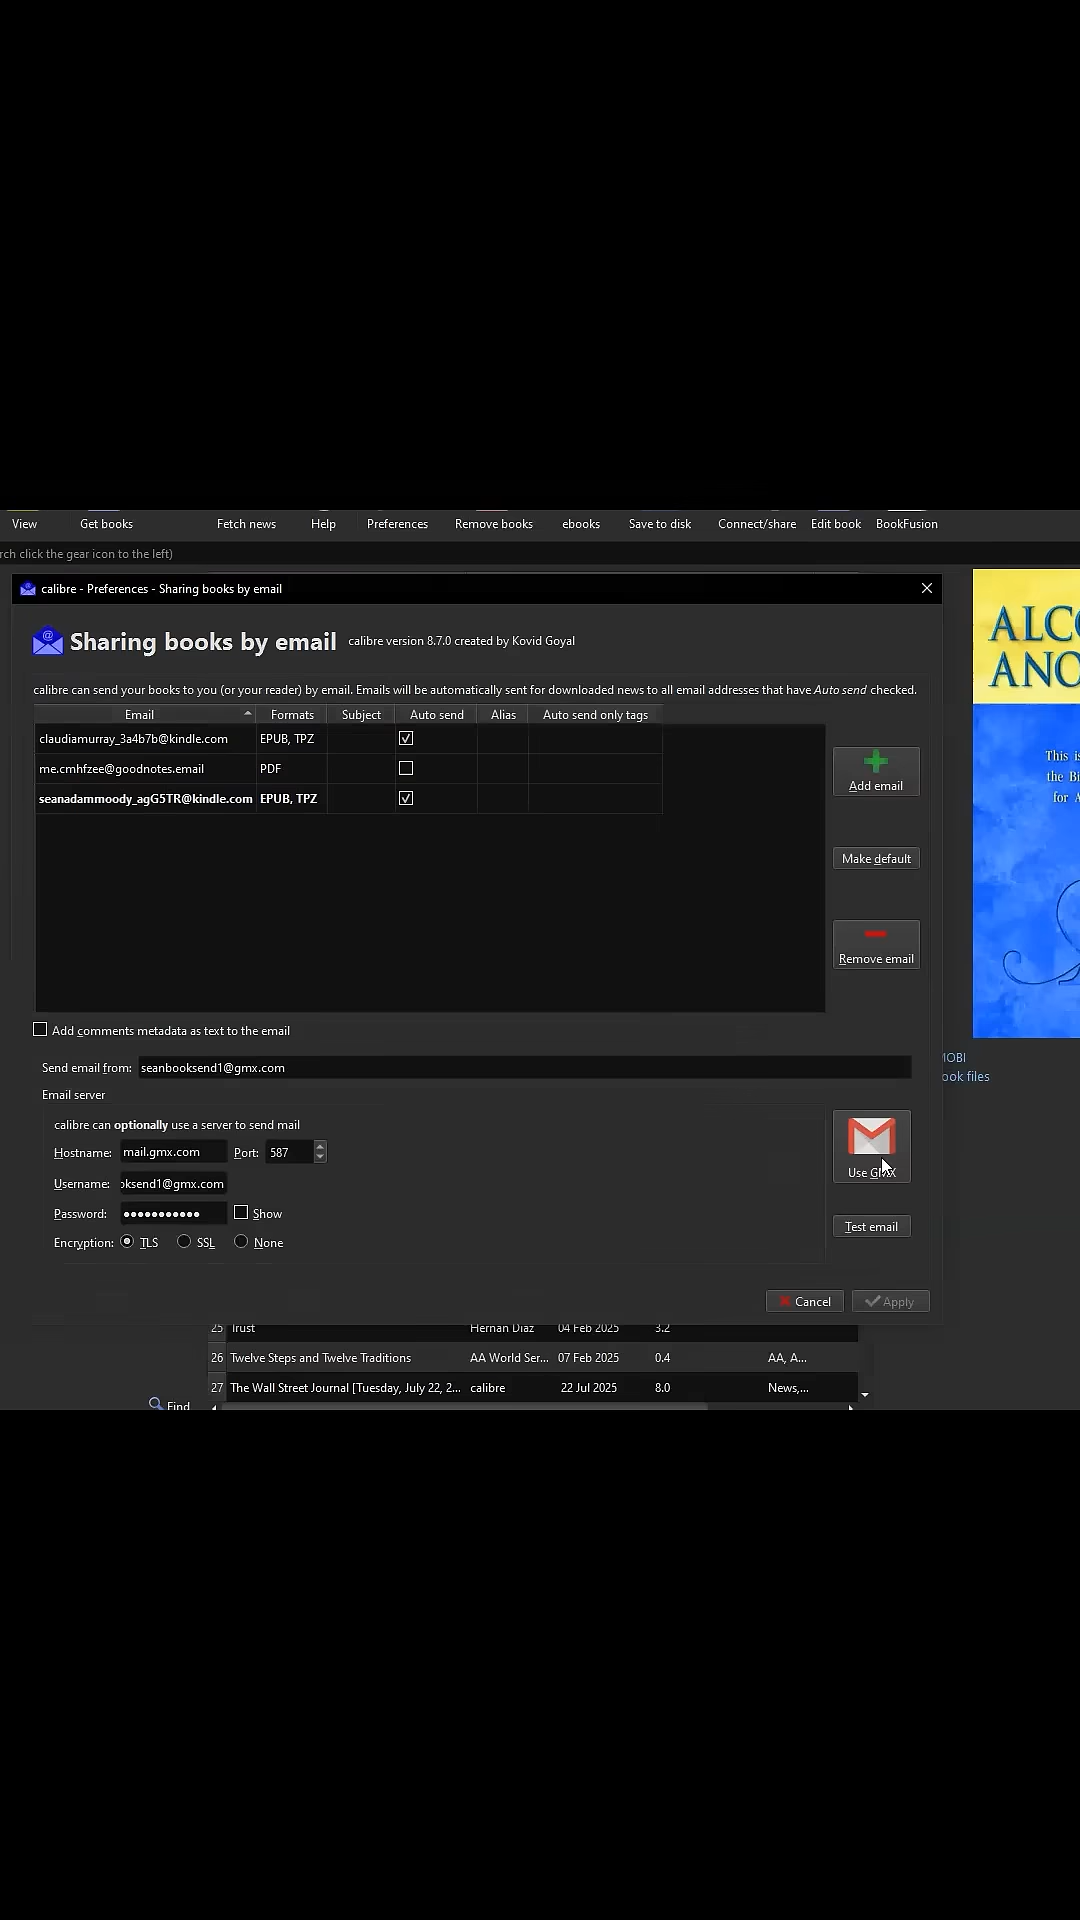 View Get books Fetch news Help Preferences Remove books ebooks Save to disk Connect/share Edit book BookFusion
rch click the gear icon to the left)
calibre - Preferences - Sharing books by email
Sharing books by email calibre version 8.7.0 created by Kovid Goyal
calibre can send your books to you (or your reader) by email. Emails will be automatically sent for downloaded news to all email addresses that have Auto send checked.
Email Formats Subject Auto send Alias Auto send only tags
claudiamurray_3a4b7b@kindle.com EPUB, TPZ
me.cmhfzee@goodnotes.email PDF
seanadammoody_agG5TR@kindle.com EPUB, TPZ
Add email
Make default
Remove email
Add comments metadata as text to the email
Send email from: seanbooksend1@gmx.com
Email server
calibre can optionally use a server to send mail
Hostname: mail.gmx.com Port: 587
Username: oksend1@gmx.com
Password: ●●●●●●●●●●● Show
Encryption: TLS SSL None
Use GMX
Test email
Cancel Apply
ALC
ANO
This is
the Bi
for A
MOBI
ook files
25 Trust Hernan Diaz 04 Feb 2025 3.2
26 Twelve Steps and Twelve Traditions AA World Ser... 07 Feb 2025 0.4 AA, A...
27 The Wall Street Journal [Tuesday, July 22, 2... calibre 22 Jul 2025 8.0 News,...
Find